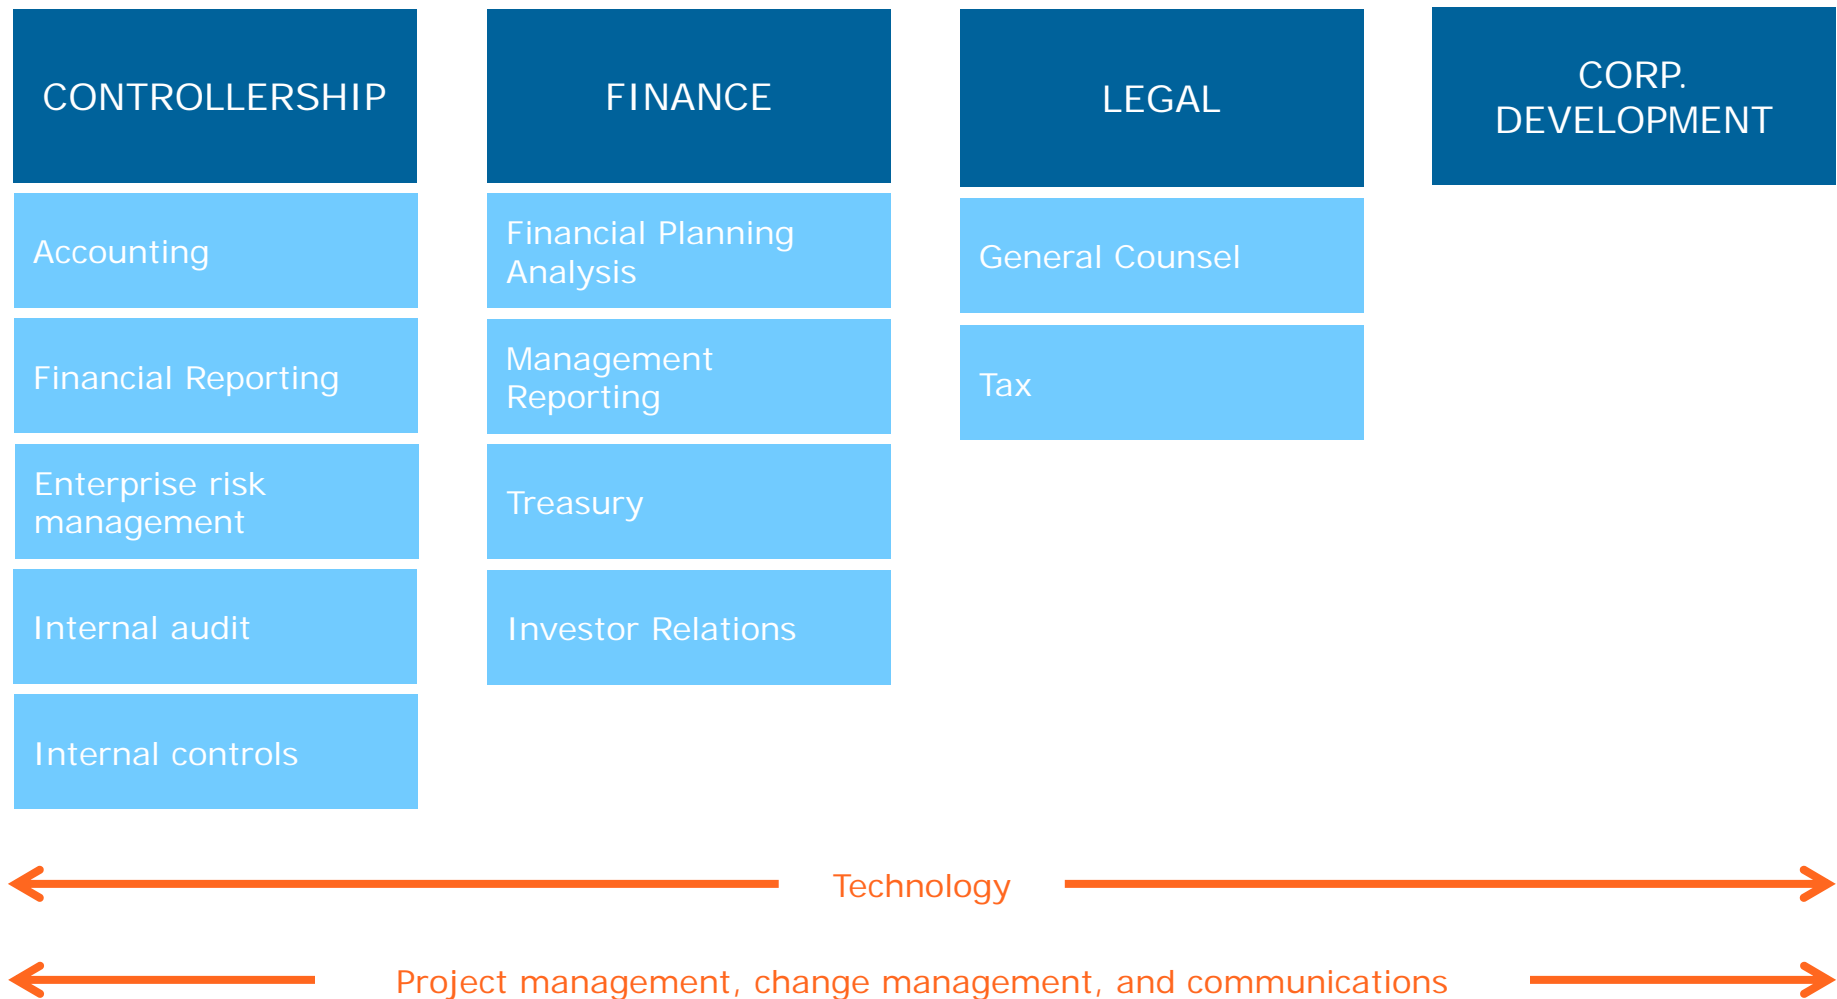 CONTROLLERSHIP
Accounting
Financial Reporting
Enterprise risk
management
Internal audit
Internal controls
FINANCE
Financial Planning
Analysis
Management
Reporting
Treasury
Investor Relations
LEGAL
General Counsel
Tax
CORP.
DEVELOPMENT
Technology
Project management, change management, and communications